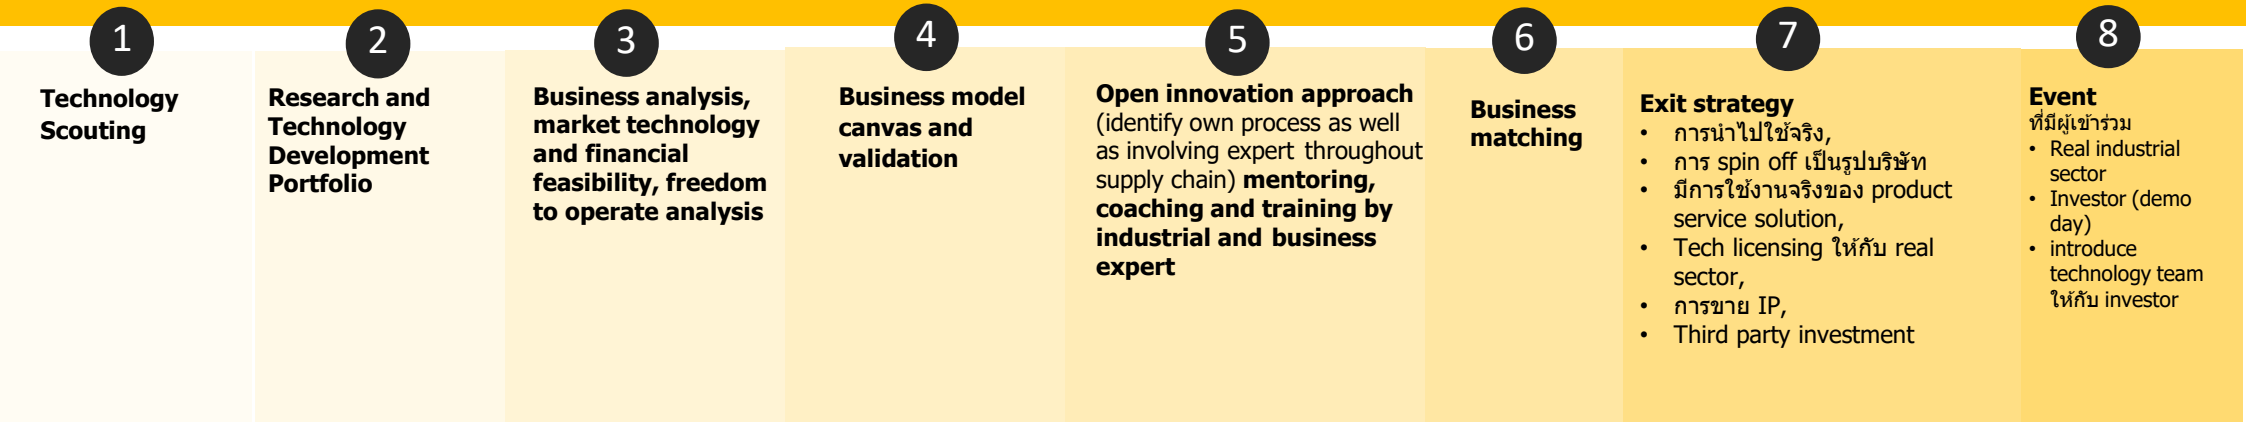 1
Technology
Scouting
2
Research and
Technology
Development
Portfolio
3
Business analysis,
market technology
and financial
feasibility, freedom
to operate analysis
4
Business model
canvas and
validation
5
Open innovation approach
(identify own process as well
as involving expert throughout
supply chain) mentoring,
coaching and training by
industrial and business
expert
6
Business
matching
7
Exit strategy
• การนำไปใช้จริง,
• การ spin off เป็นรูปบริษัท
• มีการใช้งานจริงของ product
service solution,
• Tech licensing ให้กับ real
sector,
• การขาย IP,
• Third party investment
8
Event
ที่มีผู้เข้าร่วม
• Real industrial
sector
• Investor (demo
day)
• introduce
technology team
ให้กับ investor